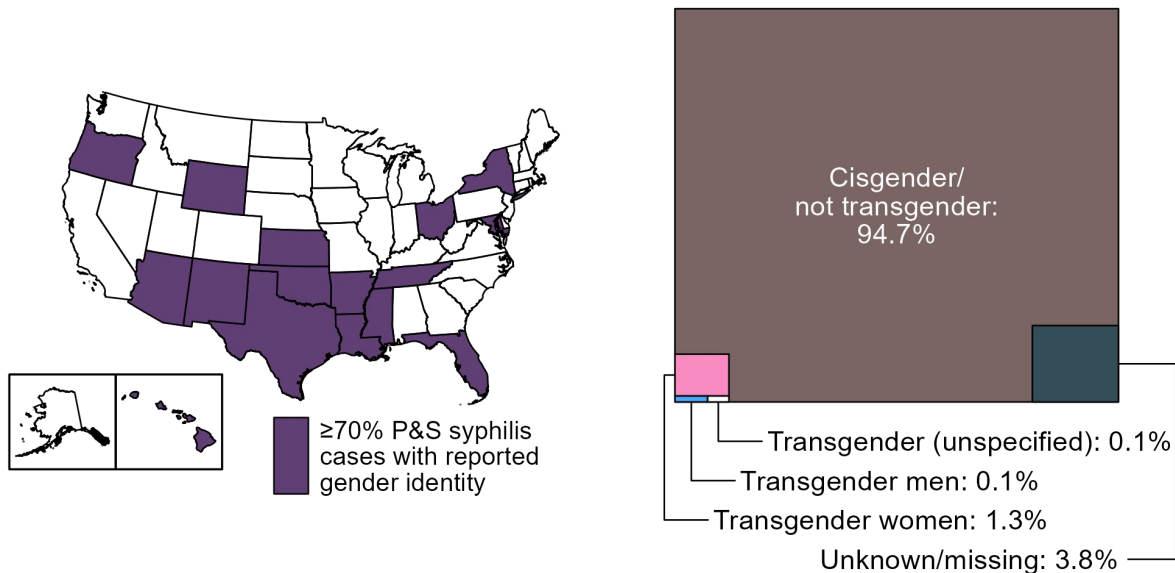 ≥70% P&S syphilis
cases with reported
gender identity
Cisgender/
not transgender:
94.7%
Transgender (unspecified): 0.1%
Transgender men: 0.1%
Transgender women: 1.3%
Unknown/missing: 3.8%